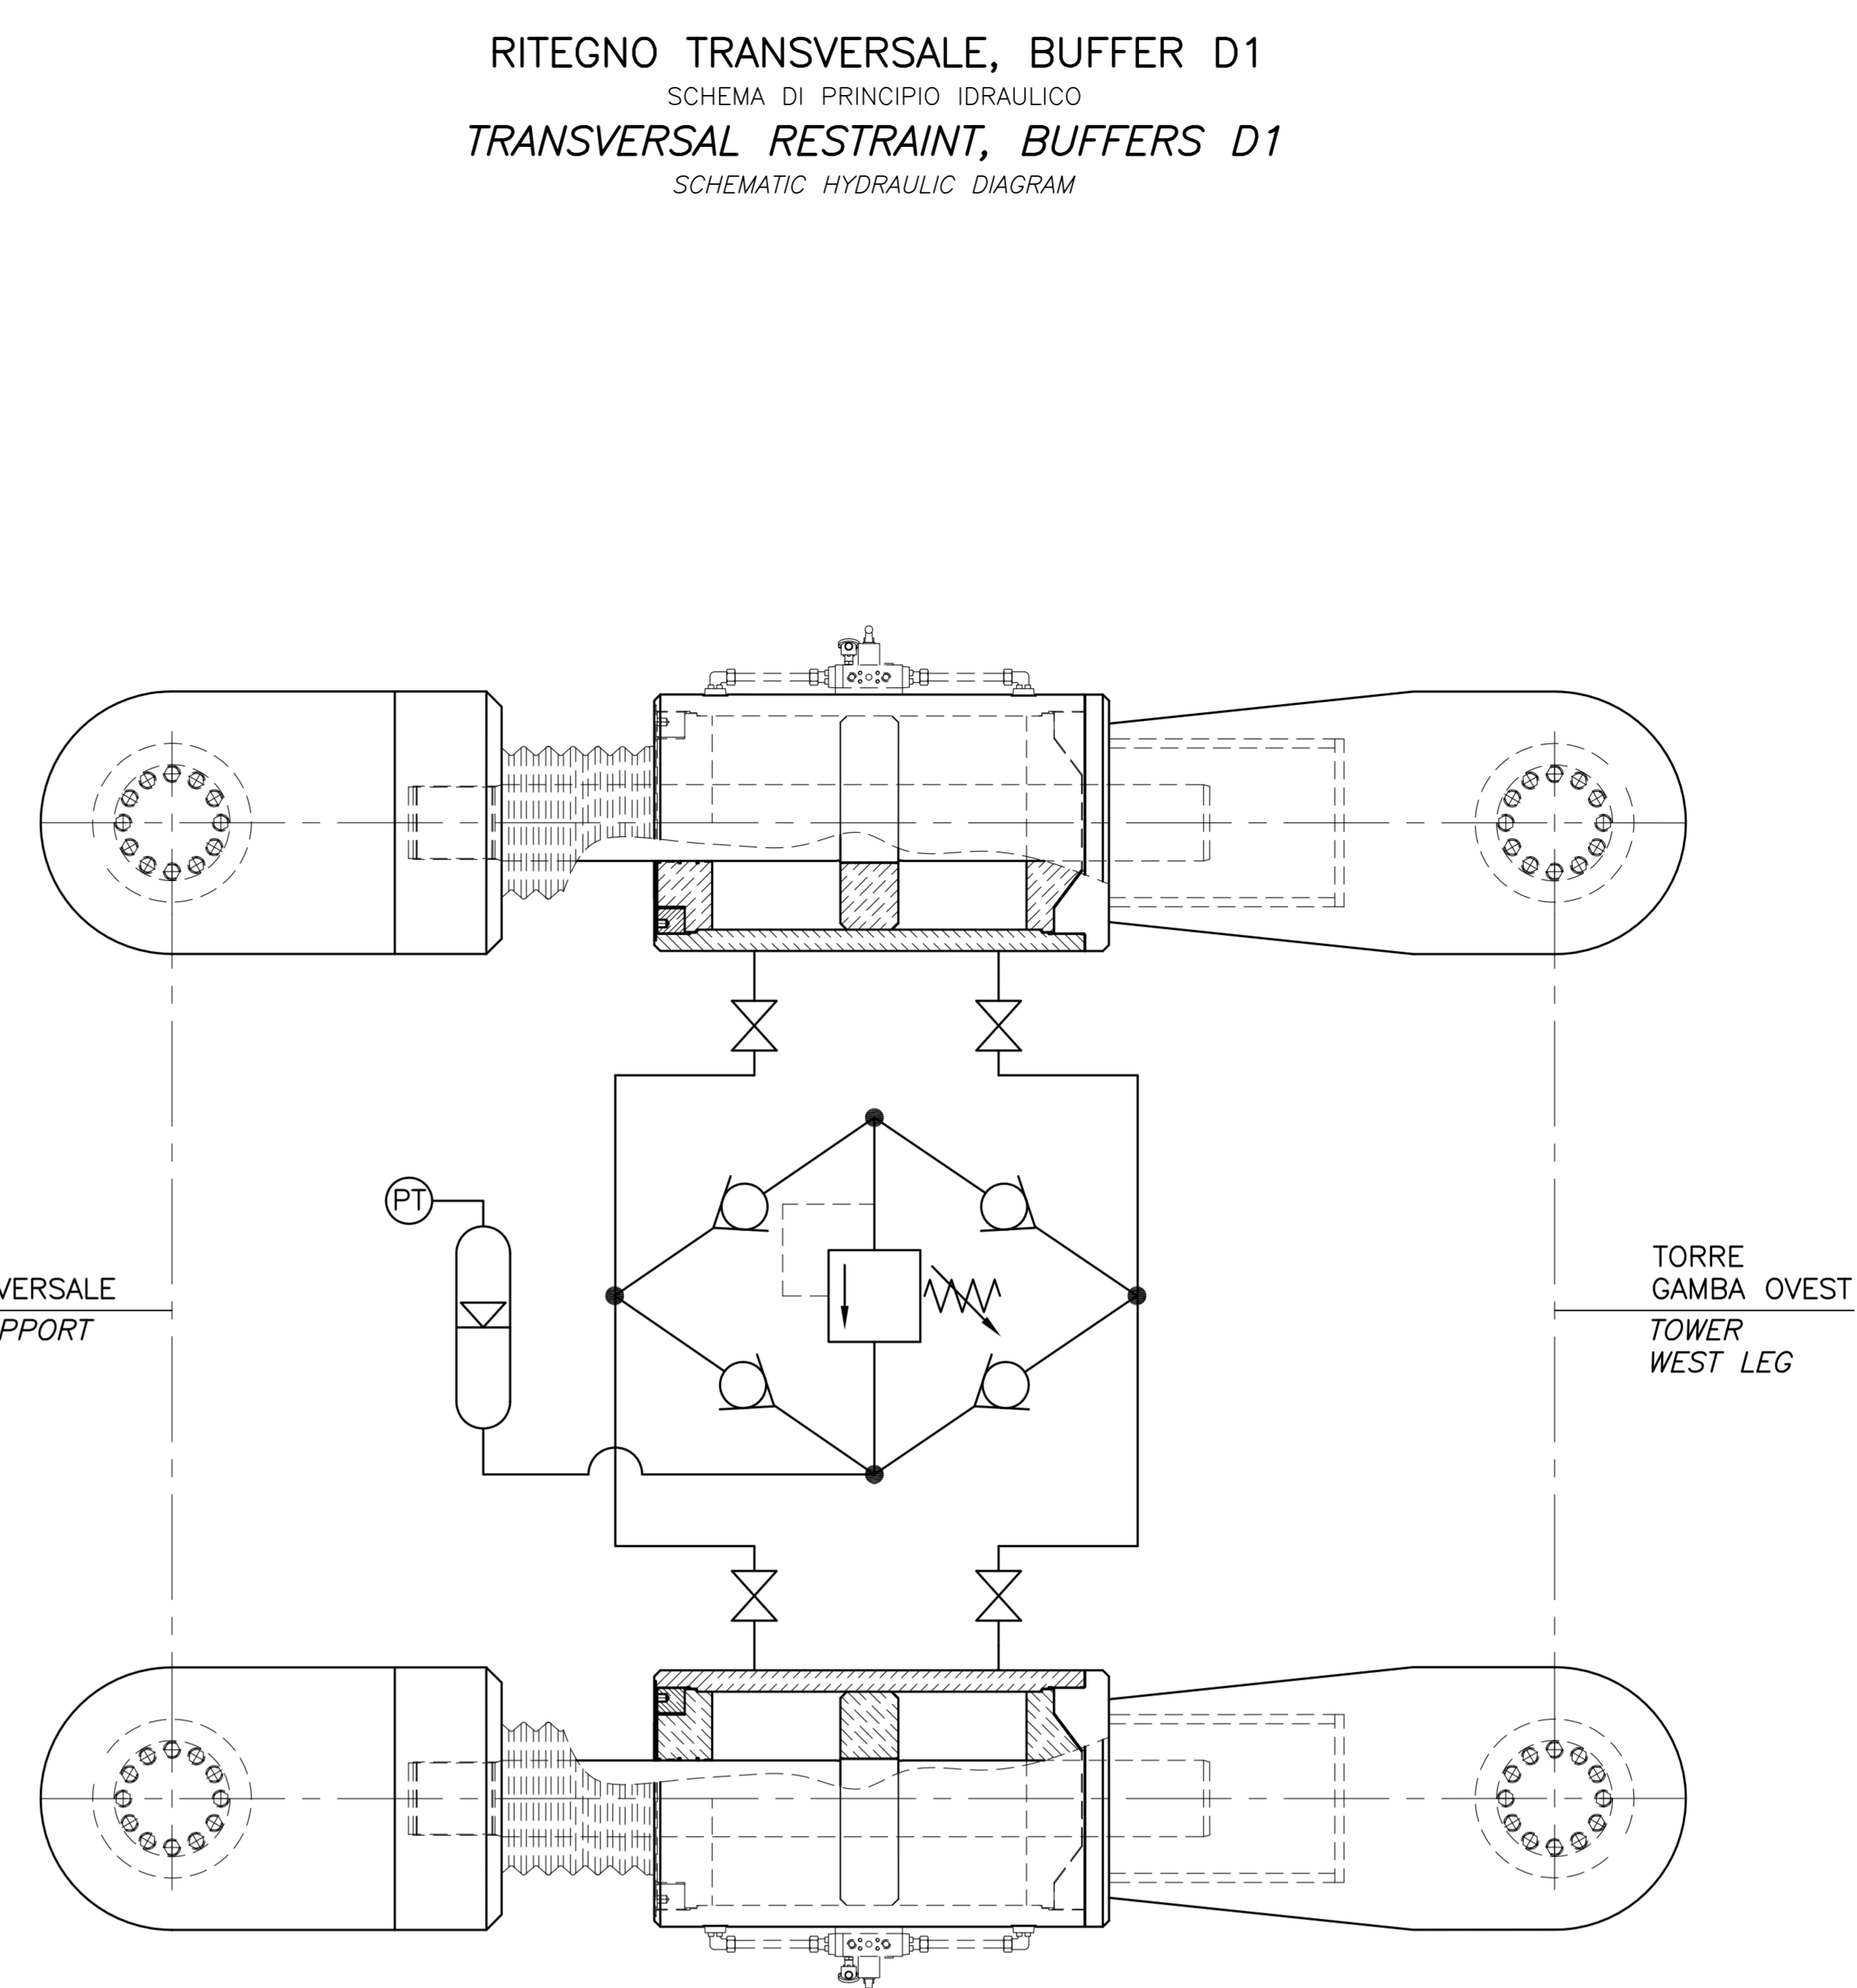 RITEGNO TRANSVERSALE, BUFFER D1
SCHEMA DI PRINCIPIO IDRAULICO
TRANSVERSAL RESTRAINT, BUFFERS D1
SCHEMATIC HYDRAULIC DIAGRAM
PT
VERSALE
PPORT
TORRE
GAMBA OVEST
TOWER
WEST LEG